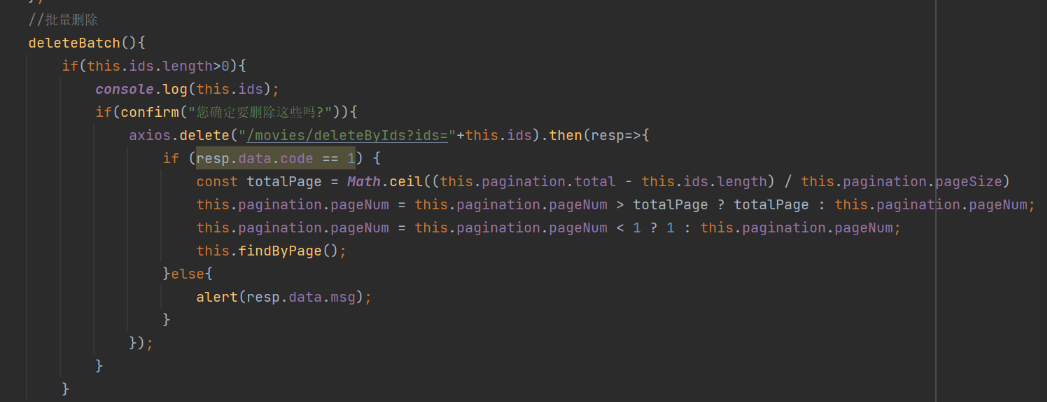 };
//批量删除
deleteBatch(){
if(this.ids.length>0){
console.log(this.ids);
if(confirm("您确定要删除这些吗?")){
axios.delete("/movies/deleteByIds?ids="+this.ids).then(resp=>{
if (resp.data.code == 1) {
const totalPage = Math.ceil((this.pagination.total - this.ids.length) / this.pagination.pageSize)
this.pagination.pageNum = this.pagination.pageNum > totalPage ? totalPage : this.pagination.pageNum;
this.pagination.pageNum = this.pagination.pageNum < 1 ? 1 : this.pagination.pageNum;
this.findByPage();
}else{
alert(resp.data.msg);
}
});
}
}